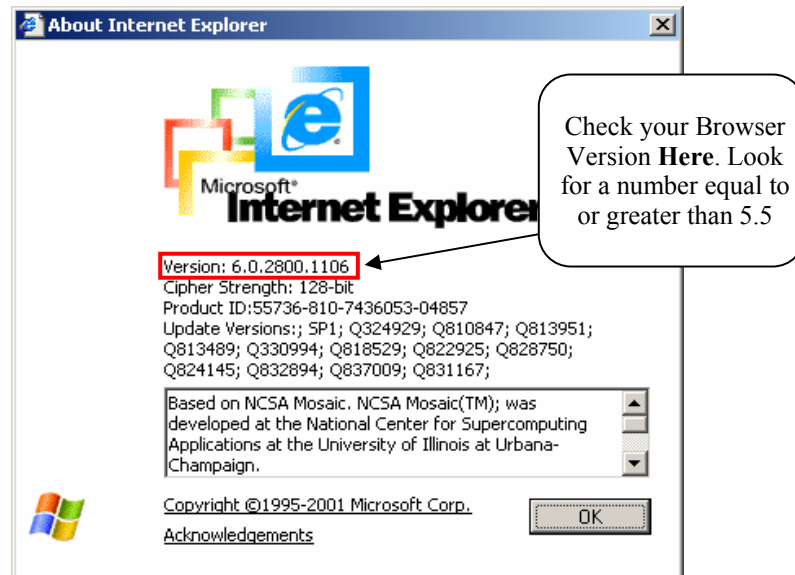 About Internet Explorer
Microsoft®
Internet Explorer
Check your Browser
Version Here. Look
for a number equal to
or greater than 5.5
Version: 6.0.2800.1106
Cipher Strength: 128-bit
Product ID:55736-810-7436053-04857
Update Versions:; SP1; Q324929; Q810847; Q813951;
Q813489; Q330994; Q818529; Q822925; Q828750;
Q824145; Q832894; Q837009; Q831167;
Based on NCSA Mosaic. NCSA Mosaic(TM); was
developed at the National Center for Supercomputing
Applications at the University of Illinois at Urbana-
Champaign.
Copyright ©1995-2001 Microsoft Corp.
Acknowledgements
OK